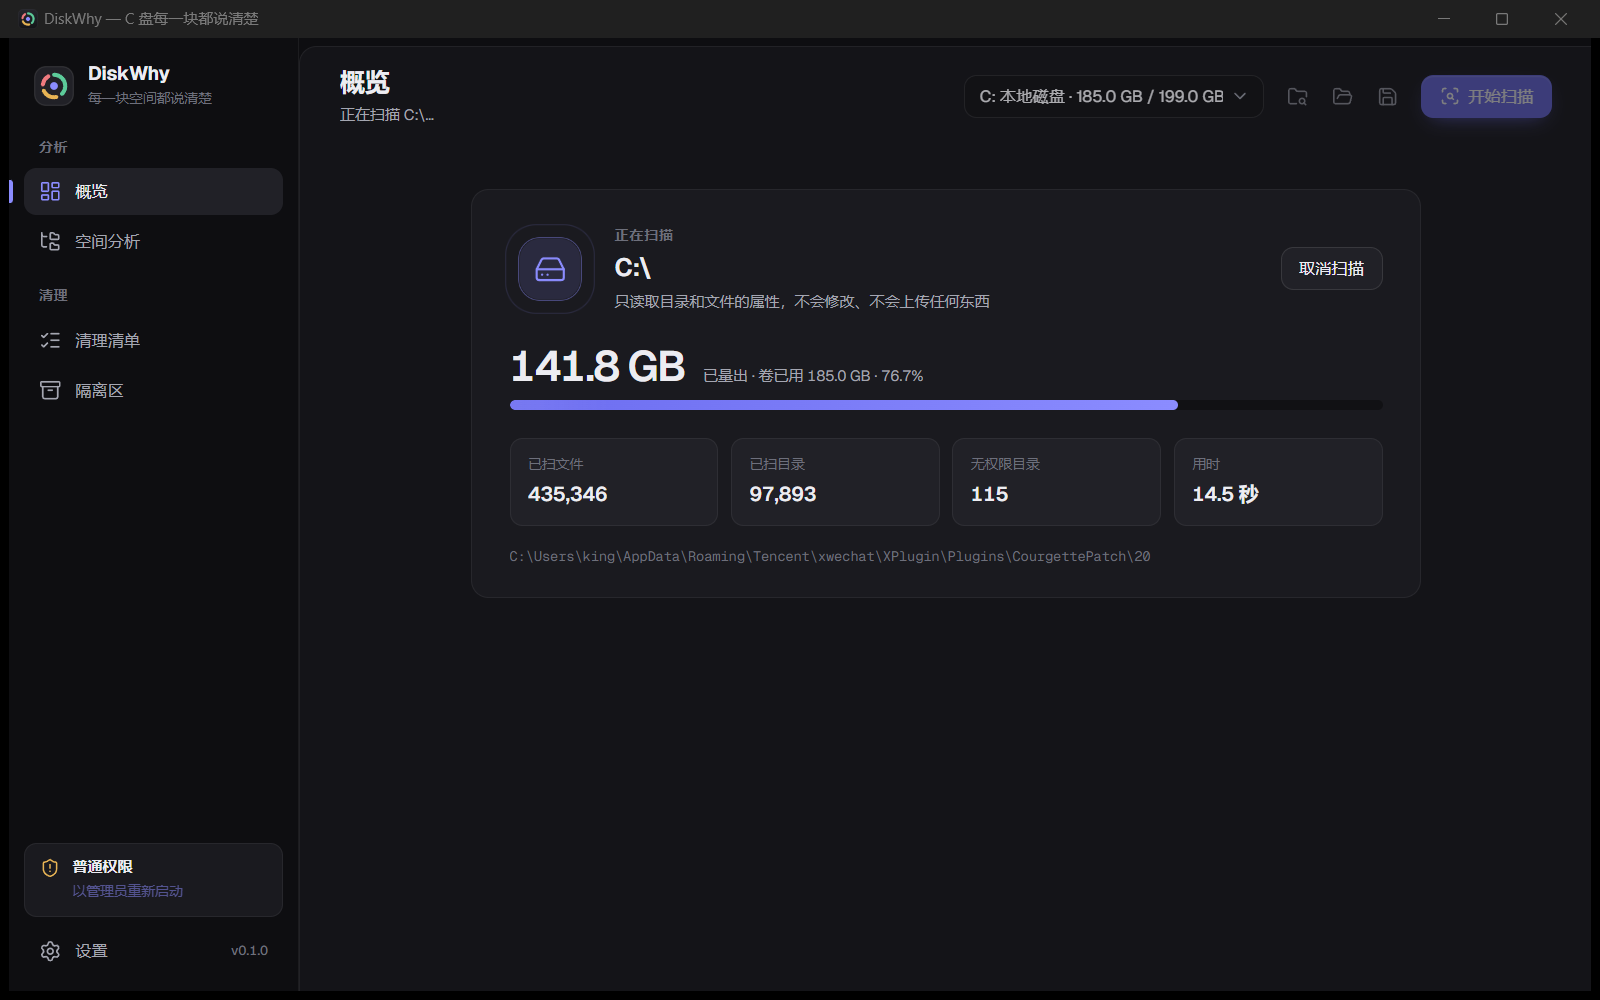 DiskWhy — C 盘每一块都说清楚
DiskWhy
每一块空间都说清楚
分析
概览
空间分析
清理
清理清单
隔离区
普通权限
以管理员重新启动
设置
v0.1.0
概览
正在扫描 C:\...
C: 本地磁盘 · 185.0 GB / 199.0 GB
开始扫描
正在扫描
C:\
只读取目录和文件的属性，不会修改、不会上传任何东西
取消扫描
141.8 GB 已量出 · 卷已用 185.0 GB · 76.7%
已扫文件
435,346
已扫目录
97,893
无权限目录
115
用时
14.5 秒
C:\Users\king\AppData\Roaming\Tencent\xwechat\XPlugin\Plugins\CourgettePatch\20